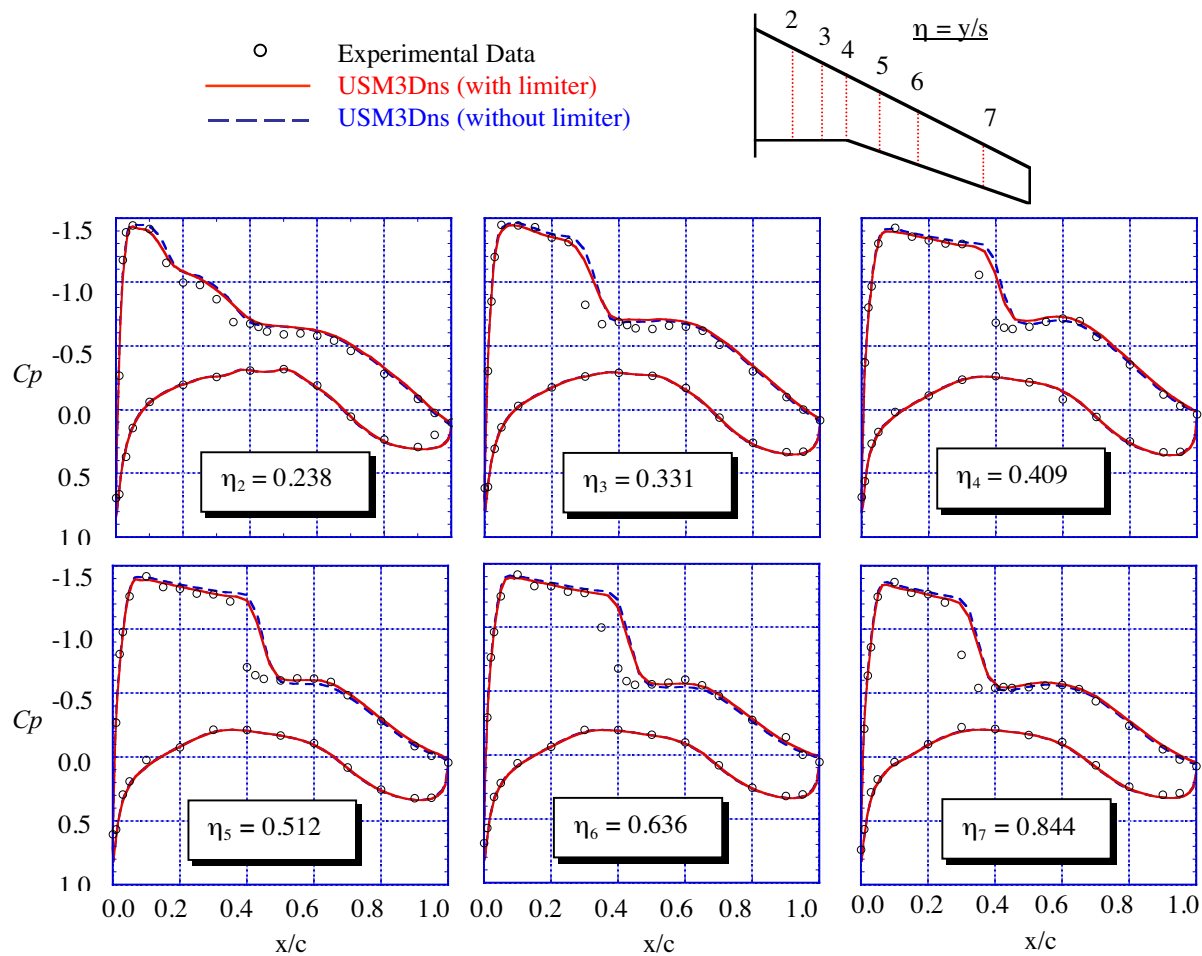 Experimental Data
USM3Dns (with limiter)
USM3Dns (without limiter)
η = y/s
2
3
4
5
6
7
-1.5
-1.0
-0.5
0.0
0.5
1.0
Cp
η2 = 0.238
η3 = 0.331
η4 = 0.409
-1.5
-1.0
-0.5
0.0
0.5
1.0
Cp
η5 = 0.512
η6 = 0.636
η7 = 0.844
0.0 0.2 0.4 0.6 0.8 1.0
0.0 0.2 0.4 0.6 0.8 1.0
0.0 0.2 0.4 0.6 0.8 1.0
x/c
x/c
x/c